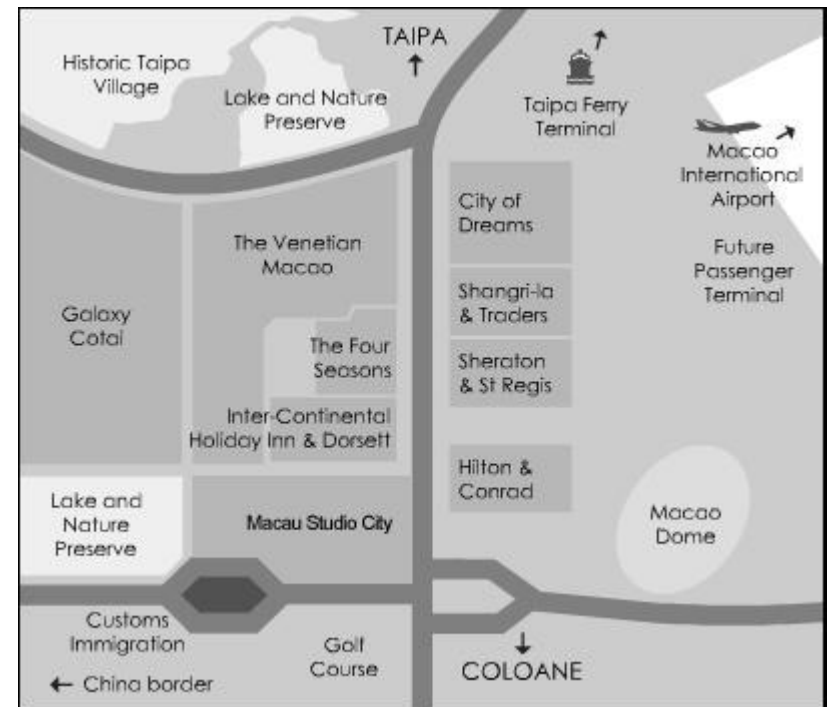 TAIPA
Historic Taipa
Village
Lake and Nature
Preserve
Taipa Ferry
Terminal
Macao
International
Airport
City of
Dreams
The Venetian
Macao
Future
Passenger
Terminal
Shangri-la
& Traders
Galaxy
Cotai
The Four
Seasons
Sheraton
& St Regis
Inter-Continental
Holiday Inn & Dorsett
Hilton &
Conrad
Lake and
Nature
Preserve
Macau Studio City
Macao
Dome
Customs
Immigration
Golf
Course
COLOANE
← China border